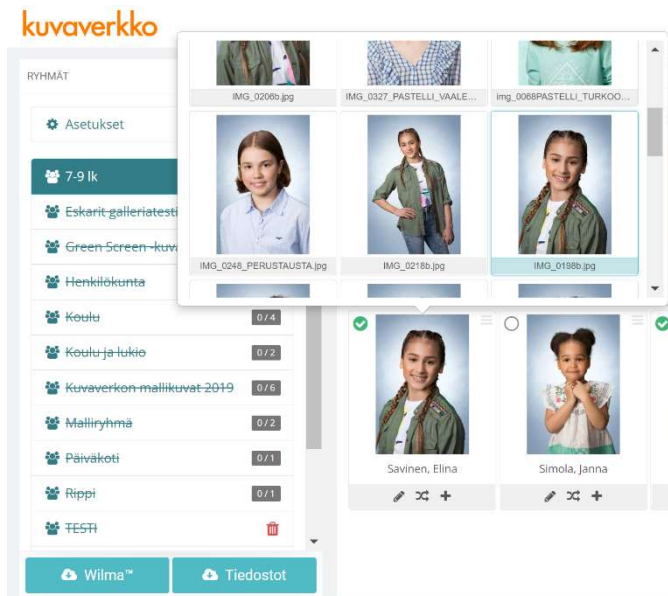 kuvaverkko
RYHMÄT
Asetukset
7-9 lk
Eskarit galleriatesti
Green Screen -kuv
Henkilökunta
Koulu
0 / 4
Koulu ja lukio
0 / 2
Kuvaverkon mallikuvat 2019
0 / 6
Malliryhmä
0 / 2
Päiväkoti
0 / 1
Rippi
0 / 1
TESTI
Wilma™
Tiedostot
IMG_0206b.jpg
IMG_0327_PASTELLI_VAALE...
img_0068PASTELLI_TURKOO...
IMG_0248_PERUSTAUSTA.jpg
IMG_0218b.jpg
IMG_0198b.jpg
Savinen, Elina
Simola, Janna